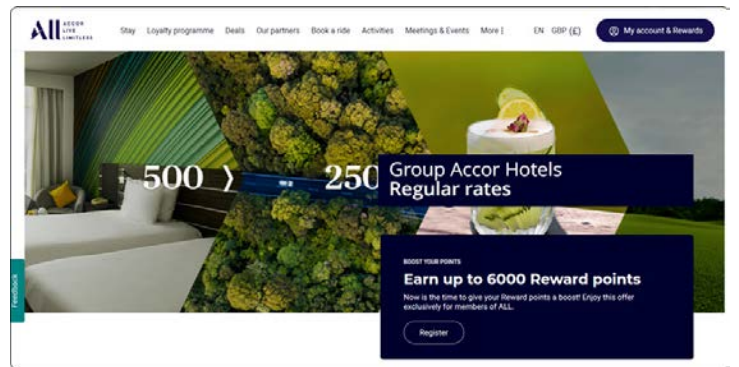 ALL ACCOR
LIVE
LIMITLESS
Stay Loyalty programme Deals Our partners Book a ride Activities Meetings & Events More EN GBP (£) My account & Rewards
500 〉 250
Group Accor Hotels
Regular rates
BOOST YOUR POINTS
Earn up to 6000 Reward points
Now is the time to give your Reward points a boost! Enjoy this offer
exclusively for members of ALL.
Register
Feedback